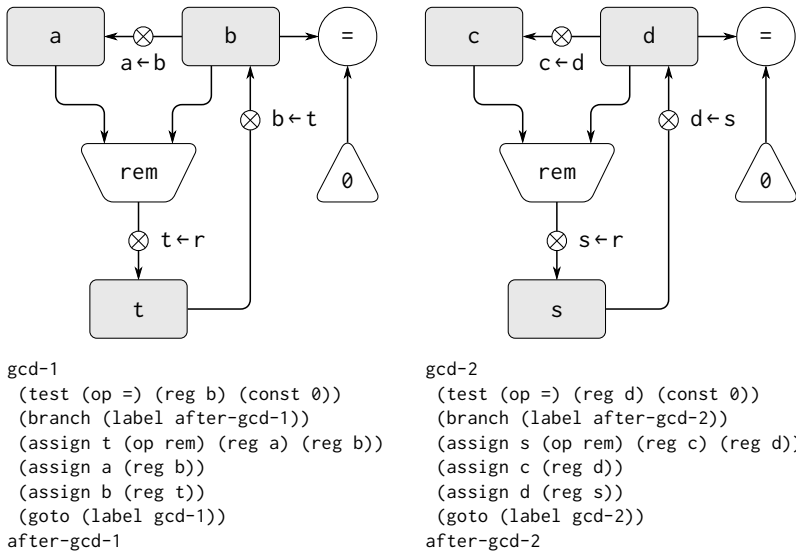 a
b
=
a←b
b←t
rem
0
t←r
t
c
d
=
c←d
d←s
rem
0
s←r
s
gcd-1
(test (op =) (reg b) (const 0))
(branch (label after-gcd-1))
(assign t (op rem) (reg a) (reg b))
(assign a (reg b))
(assign b (reg t))
(goto (label gcd-1))
after-gcd-1
gcd-2
(test (op =) (reg d) (const 0))
(branch (label after-gcd-2))
(assign s (op rem) (reg c) (reg d))
(assign c (reg d))
(assign d (reg s))
(goto (label gcd-2))
after-gcd-2